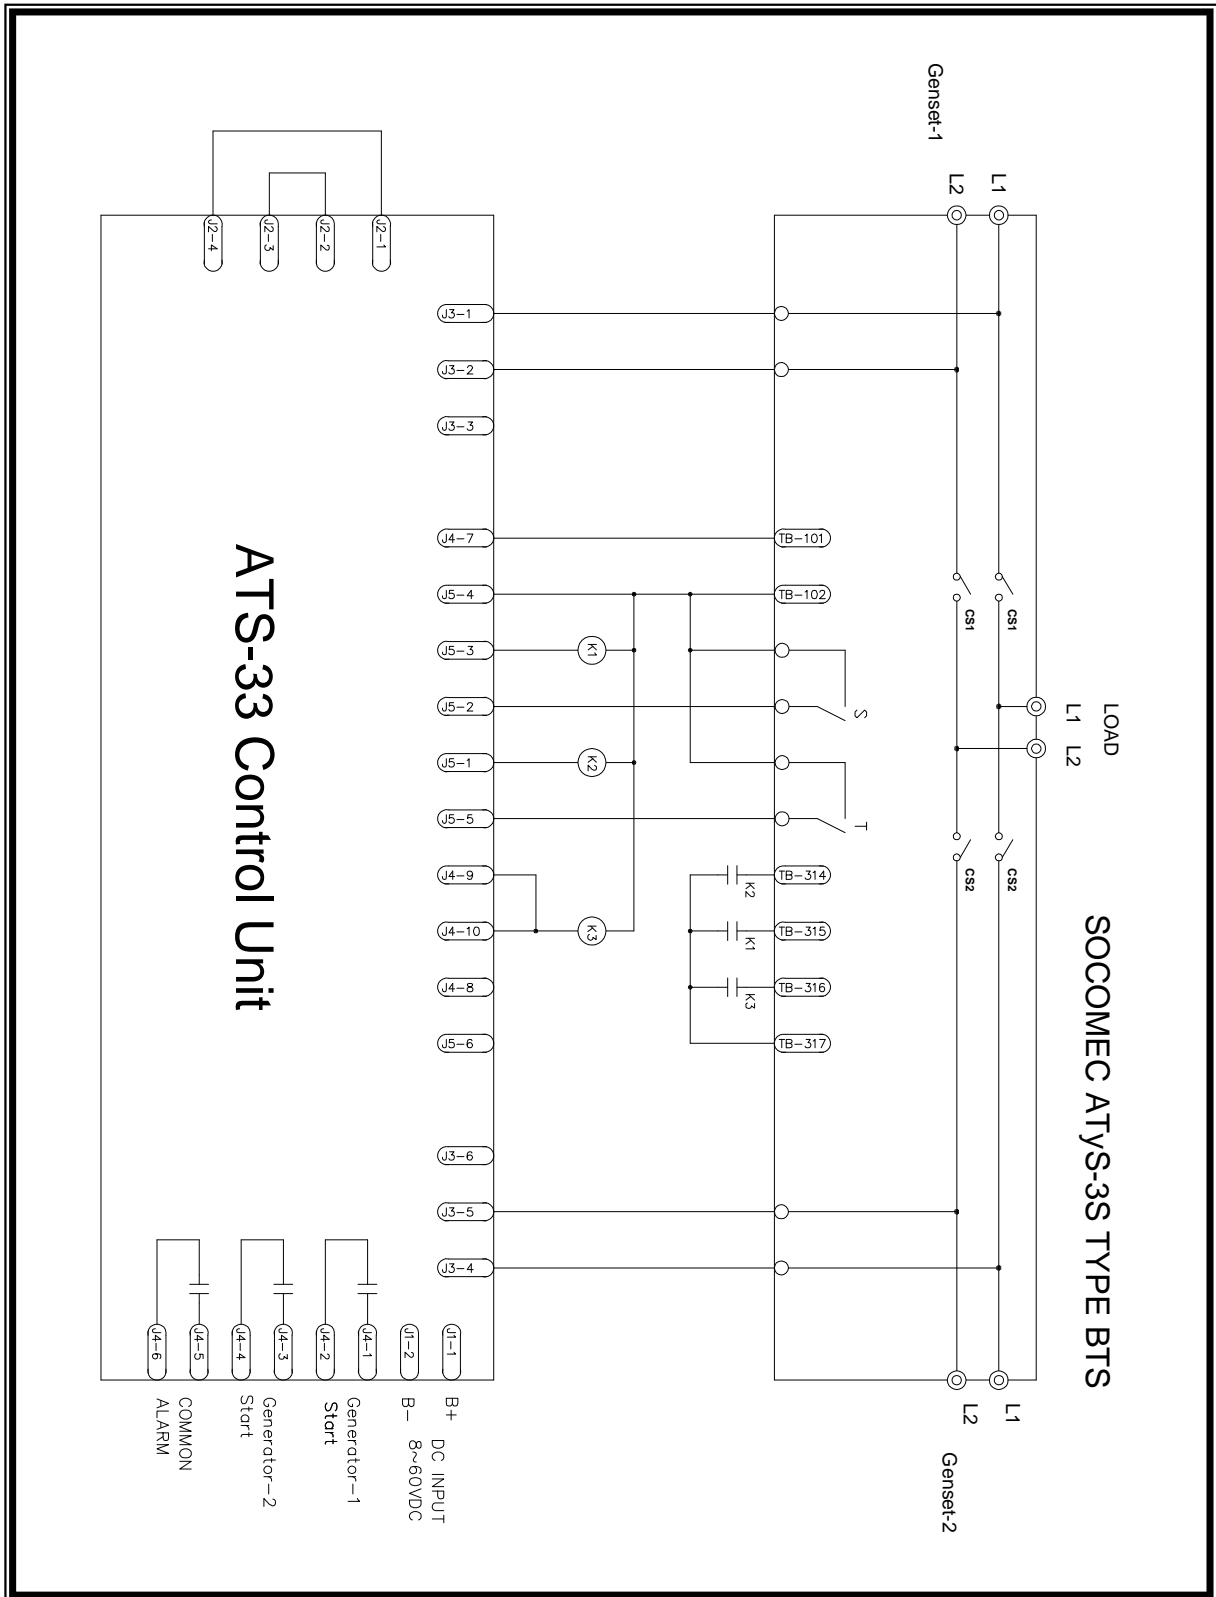 SOCOMEC ATyS-3S TYPE BTS
LOAD
L1 L2
Genset-1
L1
L2
CS1
CS1
CS2
CS2
L1
L2
Genset-2
S
T
K2
K1
K3
TB-101
TB-102
TB-314
TB-315
TB-316
TB-317
K1
K2
K3
J3-1
J3-2
J3-3
J4-7
J5-4
J5-3
J5-2
J5-1
J5-5
J4-9
J4-10
J4-8
J5-6
J3-6
J3-5
J3-4
J2-1
J2-2
J2-3
J2-4
ATS-33 Control Unit
J1-1
B+
DC INPUT
J1-2
B-
8~60VDC
J4-1
Generator-1
J4-2
Start
J4-3
Generator-2
J4-4
Start
J4-5
COMMON
J4-6
ALARM